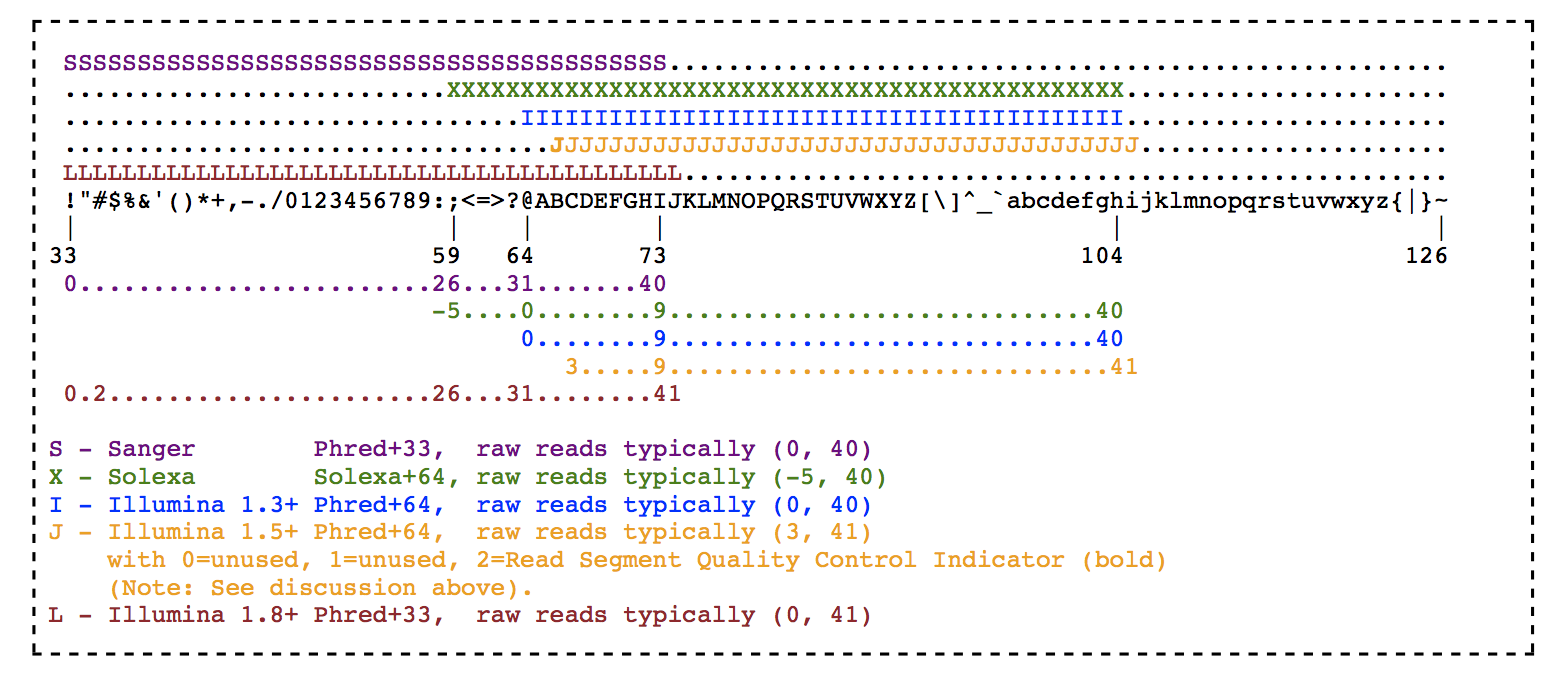 SSSSSSSSSSSSSSSSSSSSSSSSSSSSSSSSSSSSSSSSS.....................................................
..........................XXXXXXXXXXXXXXXXXXXXXXXXXXXXXXXXXXXXXXXXXXXXXX......................
...............................IIIIIIIIIIIIIIIIIIIIIIIIIIIIIIIIIIIIIIIII......................
.................................JJJJJJJJJJJJJJJJJJJJJJJJJJJJJJJJJJJJJJJJ.....................
LLLLLLLLLLLLLLLLLLLLLLLLLLLLLLLLLLLLLLLLLL....................................................
!"#$%&'()*+,-./0123456789:;<=>?@ABCDEFGHIJKLMNOPQRSTUVWXYZ[\]^_`abcdefghijklmnopqrstuvwxyz{|}~
|                         |    |        |                              |                     |
33                        59   64       73                            104                   126
0........................26...31.......40
-5....0........9.............................40
0........9.............................40
3.....9..............................41
0.2......................26...31........41
S - Sanger        Phred+33,  raw reads typically (0, 40)
X - Solexa        Solexa+64, raw reads typically (-5, 40)
I - Illumina 1.3+ Phred+64,  raw reads typically (0, 40)
J - Illumina 1.5+ Phred+64,  raw reads typically (3, 41)
with 0=unused, 1=unused, 2=Read Segment Quality Control Indicator (bold)
(Note: See discussion above).
L - Illumina 1.8+ Phred+33,  raw reads typically (0, 41)